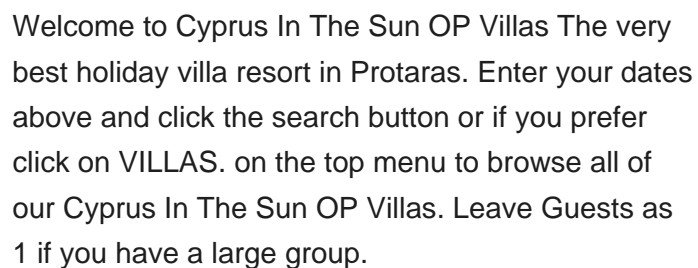 Welcome to Cyprus In The Sun OP Villas The very
best holiday villa resort in Protaras. Enter your dates
above and click the search button or if you prefer
click on VILLAS. on the top menu to browse all of
our Cyprus In The Sun OP Villas. Leave Guests as
1 if you have a large group.